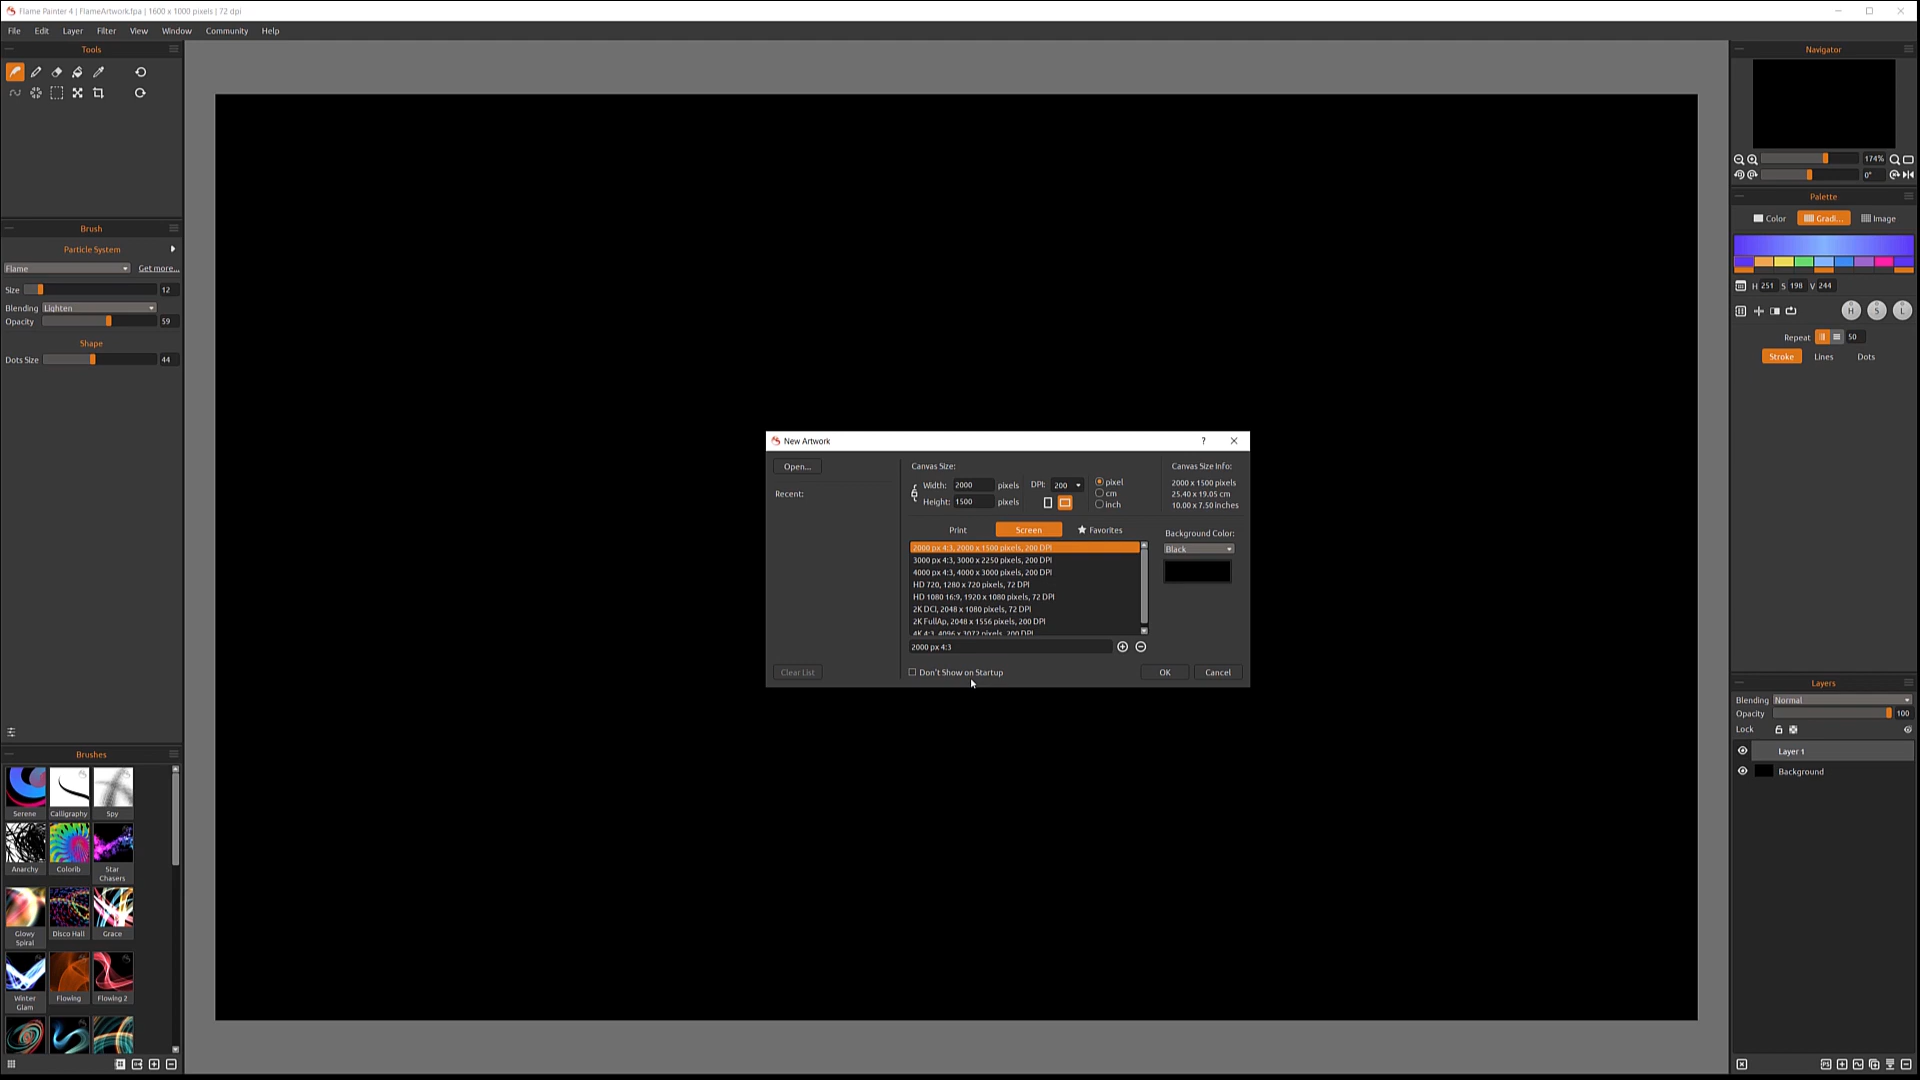 Flame Painter 4 | FlameArtwork.fpa | 1600 x 1000 pixels | 72 dpi
File Edit Layer Filter View Window Community Help
Tools
Brush
Particle System
Flame Get more...
Size 12
Blending Lighten
Opacity 59
Shape
Dots Size 44
Brushes
Serene Calligraphy Spy
Anarchy Colorib Star Chasers
Glowy Spiral Disco Hall Grace
Winter Glam Flowing Flowing 2
New Artwork
Open...
Recent:
Clear List
Canvas Size:
Width: 2000 pixels DPI: 200
Height: 1500 pixels
pixel
cm
inch
Canvas Size Info:
2000 x 1500 pixels
25.40 x 19.05 cm
10.00 x 7.50 inches
Print Screen Favorites
2000 px 4:3, 2000 x 1500 pixels, 200 DPI
3000 px 4:3, 3000 x 2250 pixels, 200 DPI
4000 px 4:3, 4000 x 3000 pixels, 200 DPI
HD 720, 1280 x 720 pixels, 72 DPI
HD 1080 16:9, 1920 x 1080 pixels, 72 DPI
2K DCI, 2048 x 1080 pixels, 72 DPI
2K FullAp, 2048 x 1556 pixels, 200 DPI
4K 4:3, 4096 x 3072 pixels, 200 DPI
2000 px 4:3
Background Color:
Black
Don't Show on Startup
OK Cancel
Navigator
174%
0°
Palette
Color Gradi... Image
H 251 S 198 V 244
H S L
Repeat 50
Stroke Lines Dots
Layers
Blending Normal
Opacity 100
Lock
Layer 1
Background